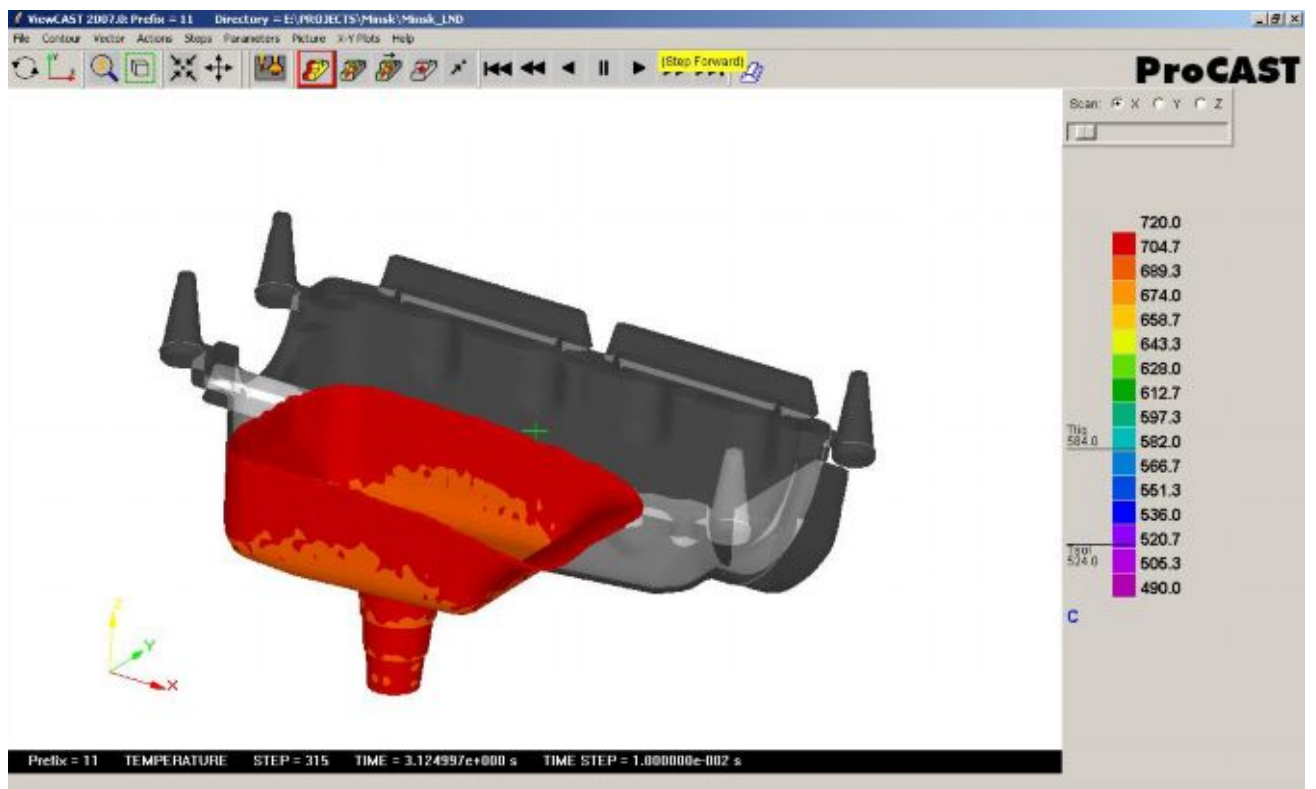 ViewCAST 2007.0: Prefix = 11 Directory = E:\PROJECTS\Minsk\Minsk_LND
File Contour Vector Actions Steps Parameters Picture X-Y Plots Help
(Step Forward)
ProCAST
Scan: X Y Z
720.0
704.7
689.3
674.0
658.7
643.3
628.0
612.7
597.3
Tliq
584.0
582.0
566.7
551.3
536.0
520.7
Tsol
524.0
505.3
490.0
C
Z
Y
X
Prefix = 11 TEMPERATURE STEP = 315 TIME = 3.124997e+000 s TIME STEP = 1.000000e-002 s